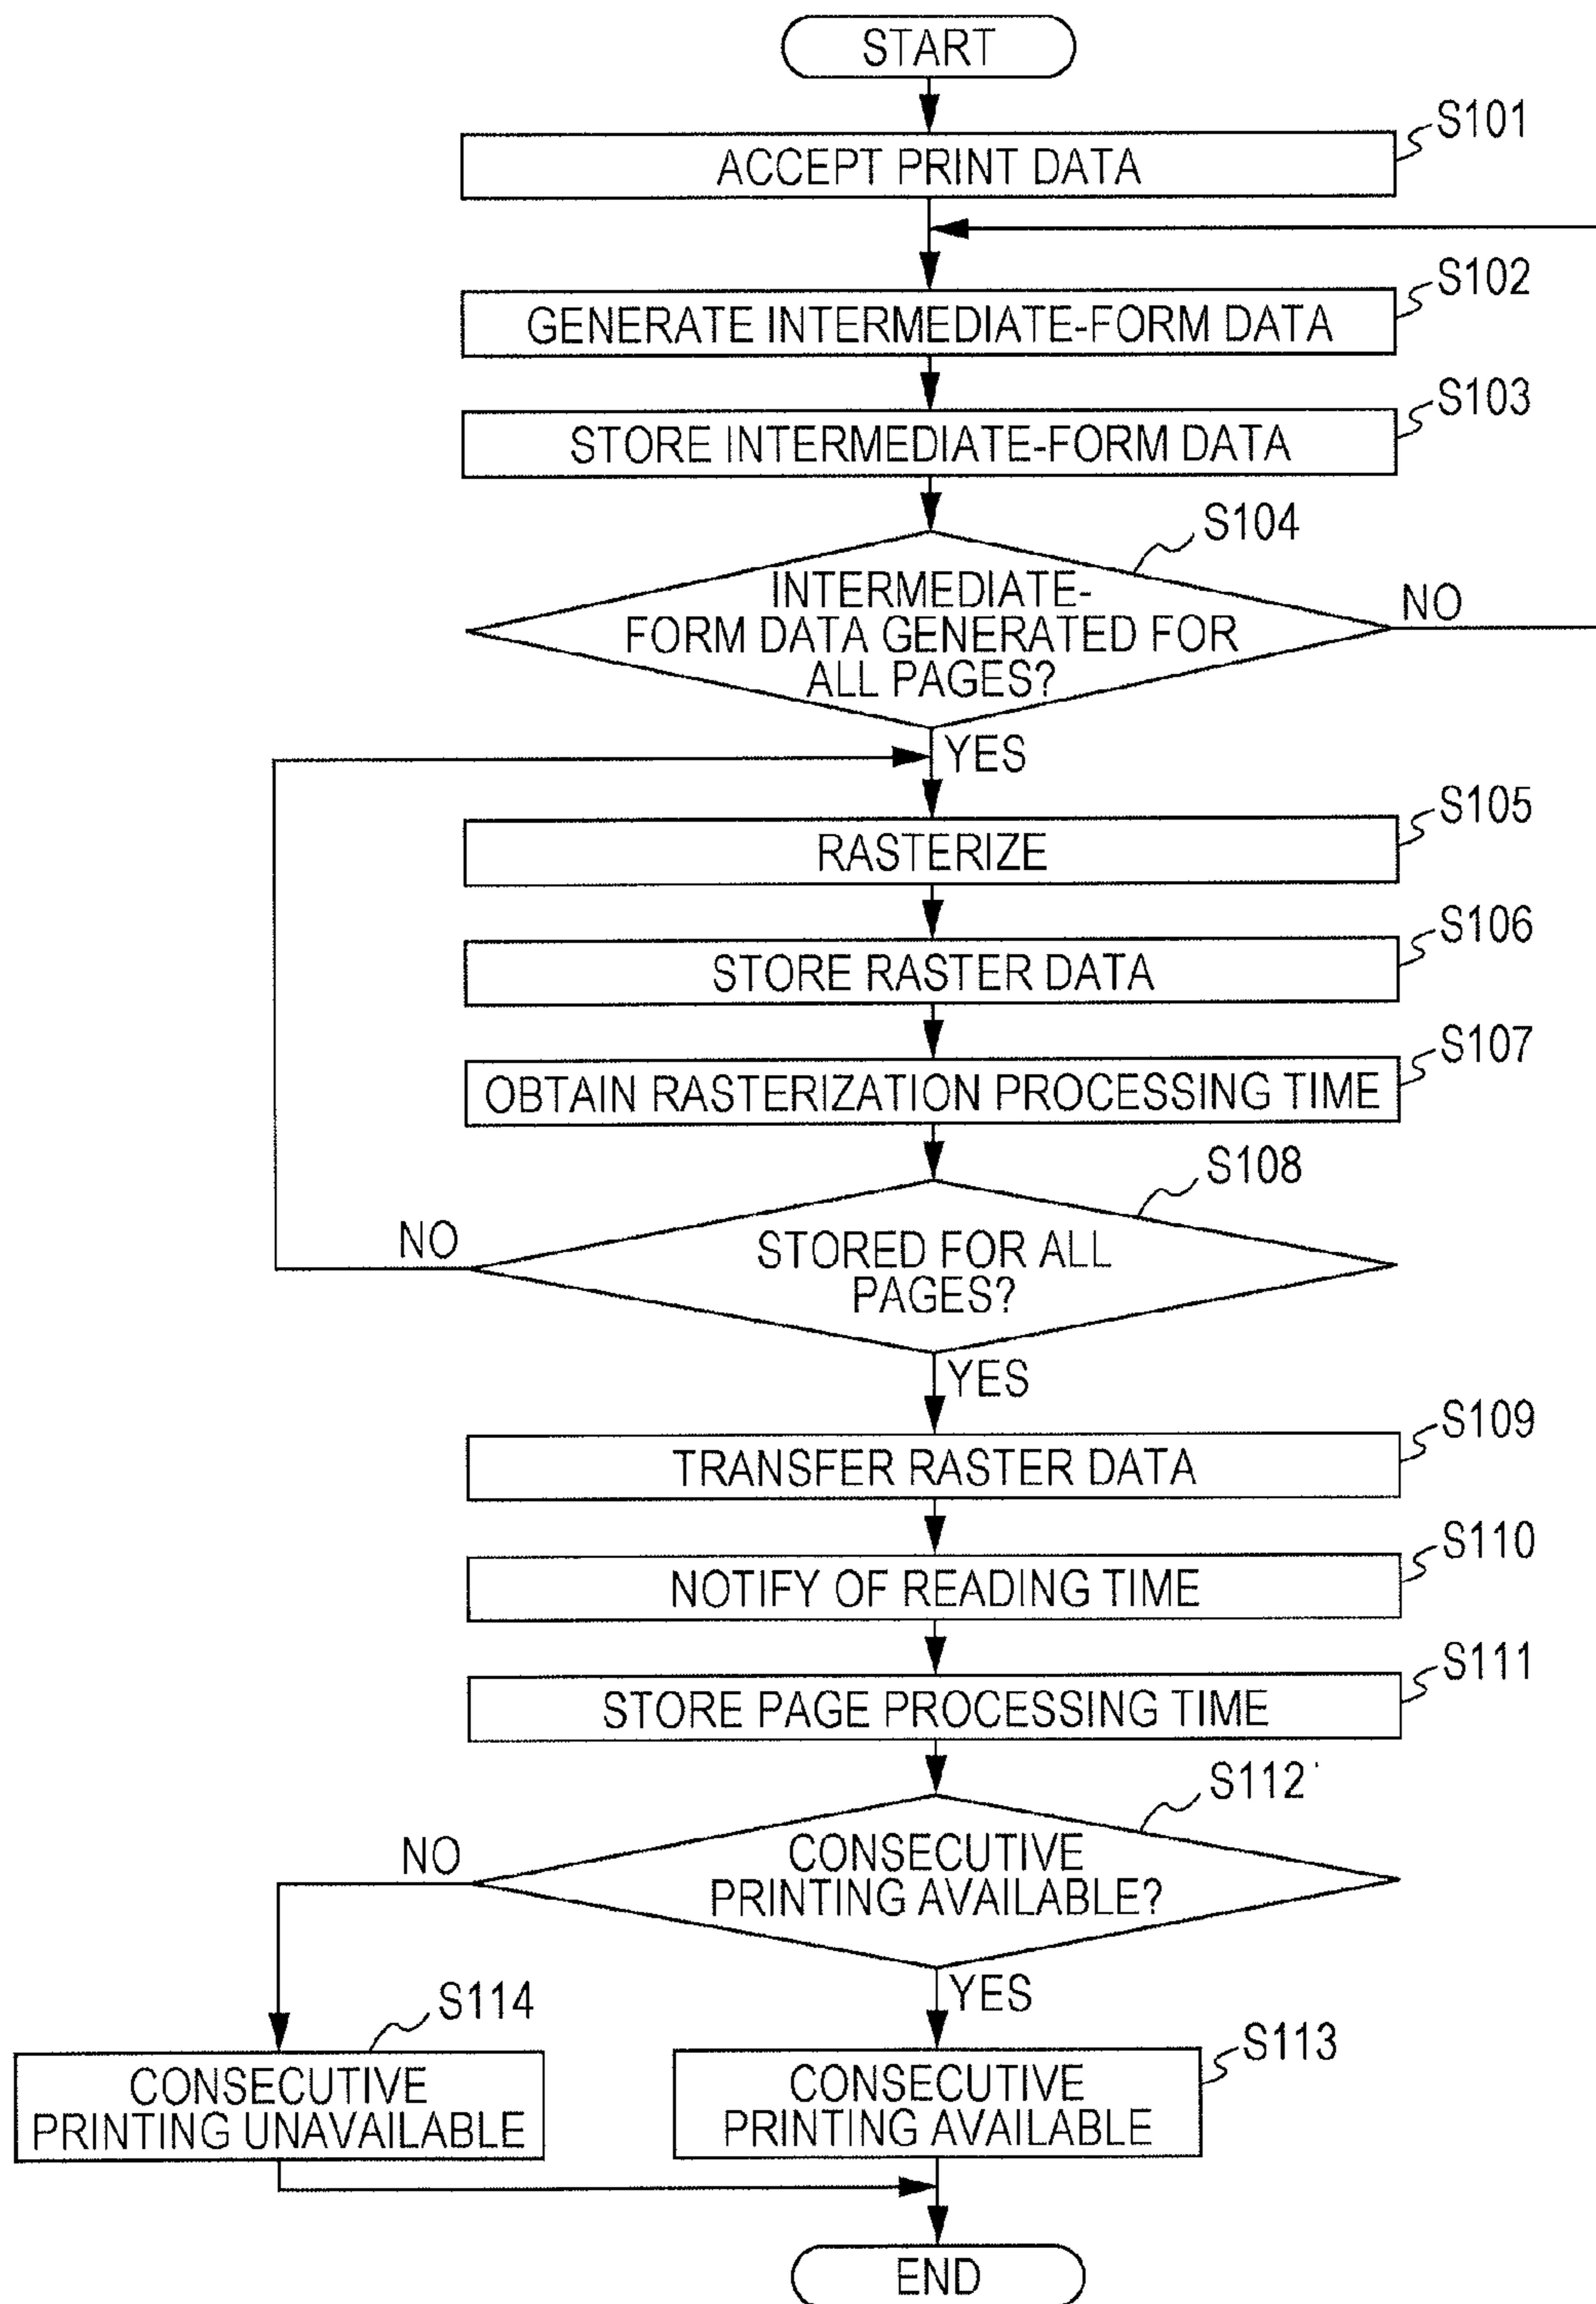 START
S101
ACCEPT PRINT DATA
S102
GENERATE INTERMEDIATE-FORM DATA
S103
STORE INTERMEDIATE-FORM DATA
S104
INTERMEDIATE-
FORM DATA GENERATED FOR
ALL PAGES?
NO
YES
S105
RASTERIZE
S106
STORE RASTER DATA
S107
OBTAIN RASTERIZATION PROCESSING TIME
S108
STORED FOR ALL
PAGES?
NO
YES
S109
TRANSFER RASTER DATA
S110
NOTIFY OF READING TIME
S111
STORE PAGE PROCESSING TIME
S112
CONSECUTIVE
PRINTING AVAILABLE?
NO
YES
S114
CONSECUTIVE
PRINTING UNAVAILABLE
S113
CONSECUTIVE
PRINTING AVAILABLE
END